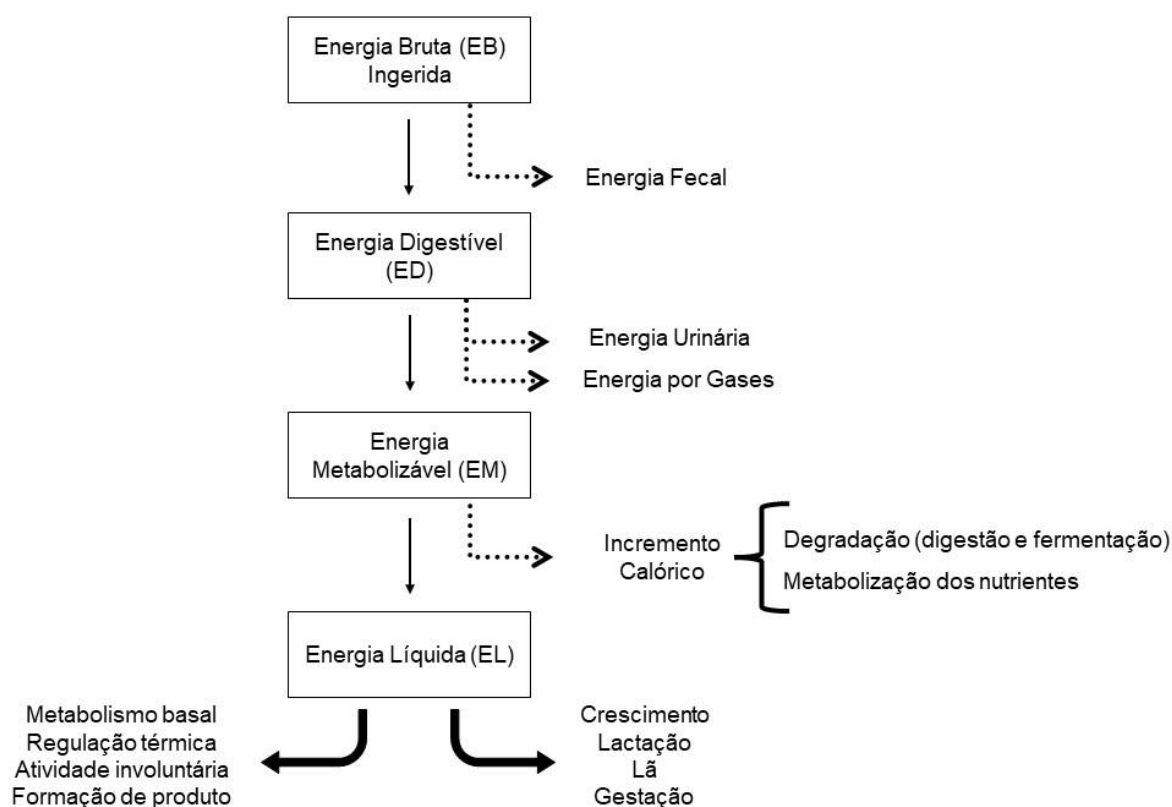 Energia Bruta (EB)
Ingerida
Energia Fecal
Energia Digestível
(ED)
Energia Urinária
Energia por Gases
Energia
Metabolizável (EM)
Incremento
Calórico
Degradação (digestão e fermentação)
Metabolização dos nutrientes
Energia Líquida (EL)
Metabolismo basal
Regulação térmica
Atividade involuntária
Formação de produto
Crescimento
Lactação
Lã
Gestação